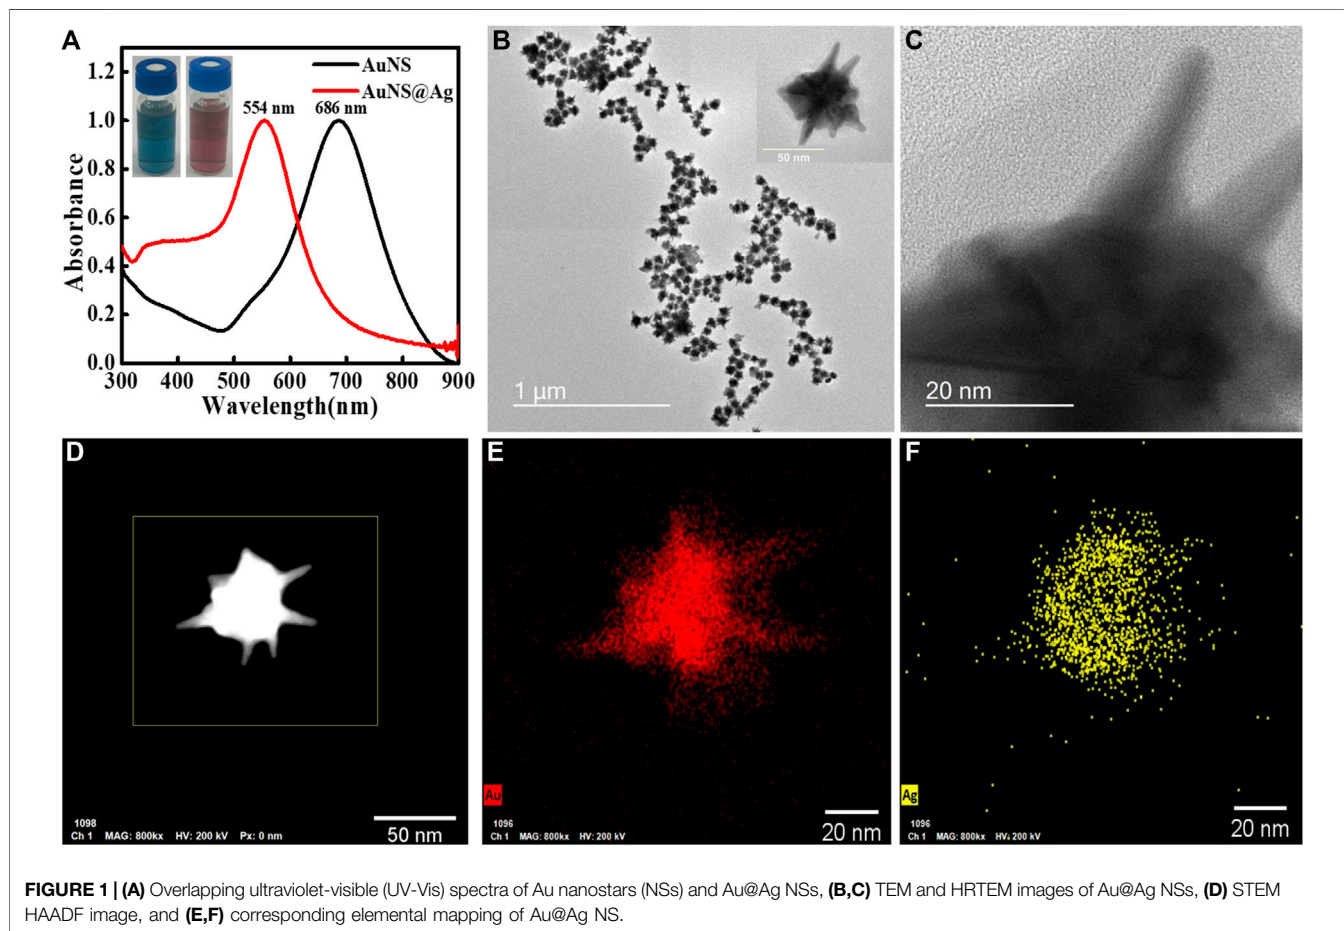 A
1.2
1.0
0.8
0.6
0.4
0.2
0.0
Absorbance
AuNS
AuNS@Ag
554 nm
686 nm
300
400
500
600
700
800
900
Wavelength(nm)
B
50 nm
1 μm
C
20 nm
D
1098
Ch 1 MAG: 800kx HV: 200 kV Px: 0 nm
50 nm
E
Au
1096
Ch 1 MAG: 800kx HV: 200 kV
20 nm
F
Ag
1096
Ch 1 MAG: 800kx HV: 200 kV
20 nm
FIGURE 1 | (A) Overlapping ultraviolet-visible (UV-Vis) spectra of Au nanostars (NSs) and Au@Ag NSs, (B,C) TEM and HRTEM images of Au@Ag NSs, (D) STEM
HAADF image, and (E,F) corresponding elemental mapping of Au@Ag NS.